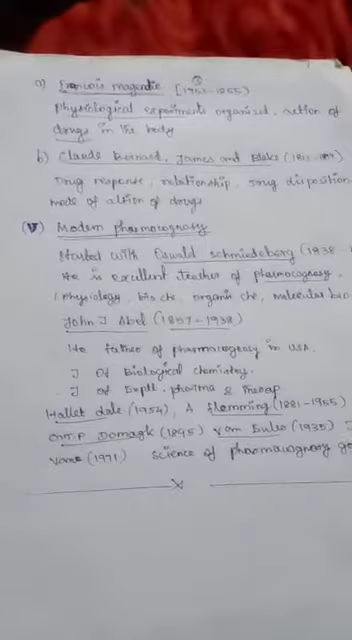 a) Francois magendie [1783-1855)
Physiological experiments organised, action of
drugs in the body
b) Claude Bernard, James and Blake (1813-
Drug response, relationship, drug disposition
mode of action of drugs
(V) Modern pharmacognosy
Started with Oswald schmiedeberg (1838
He is excellent teacher of pharmacognosy.
(physiology, bio che, organic che, molecular bio
John J Abel (1857-1938)
He father of pharmacognosy in USA.
J of Biological chemistry.
J of Exptl. pharma & Therap.
Hallet dale (1954), A flemming (1881-1955)
G.J.P Domagk (1895) Von Euler (1935)
Vane (1971) science of pharmacognosy
X